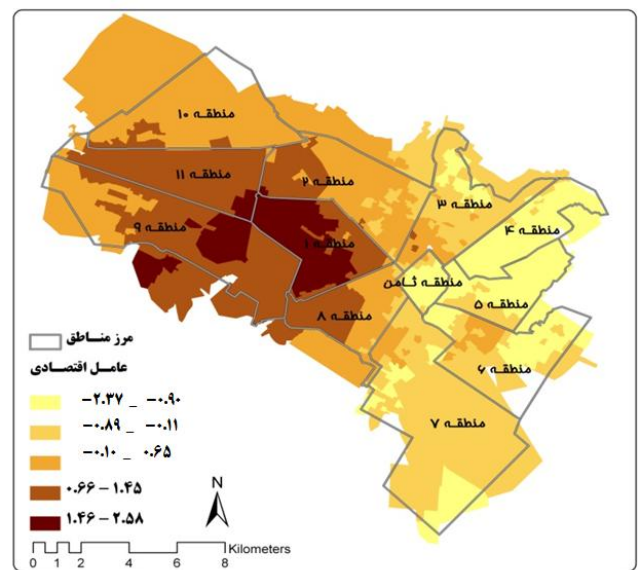 منطقه ۱۰
منطقه ۱۱
منطقه ۲
منطقه ۳
منطقه ۴
منطقه ۹
منطقه ۱
منطقه ثامن
منطقه ۵
منطقه ۸
منطقه ۶
منطقه ۷
مرز مناطق
عامل اقتصادی
-۲.۳۷ _ -۰.۹۰
-۰.۸۹ _ -۰.۱۱
-۰.۱۰ _ ۰.۶۵
۰.۶۶ - ۱.۴۵
۱.۴۶ - ۲.۵۸
N
Kilometers
0 1 2 4 6 8